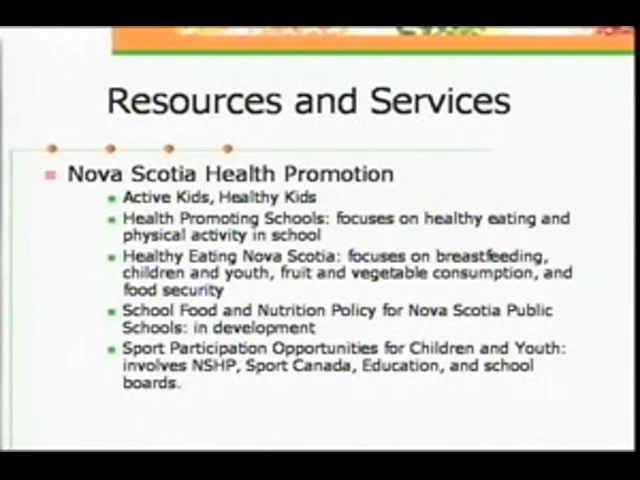 Resources and Services
Nova Scotia Health Promotion
Active Kids, Healthy Kids
Health Promoting Schools: focuses on healthy eating and
physical activity in school
Healthy Eating Nova Scotia: focuses on breastfeeding,
children and youth, fruit and vegetable consumption, and
food security
School Food and Nutrition Policy for Nova Scotia Public
Schools: in development
Sport Participation Opportunities for Children and Youth:
involves NSHP, Sport Canada, Education, and school
boards.